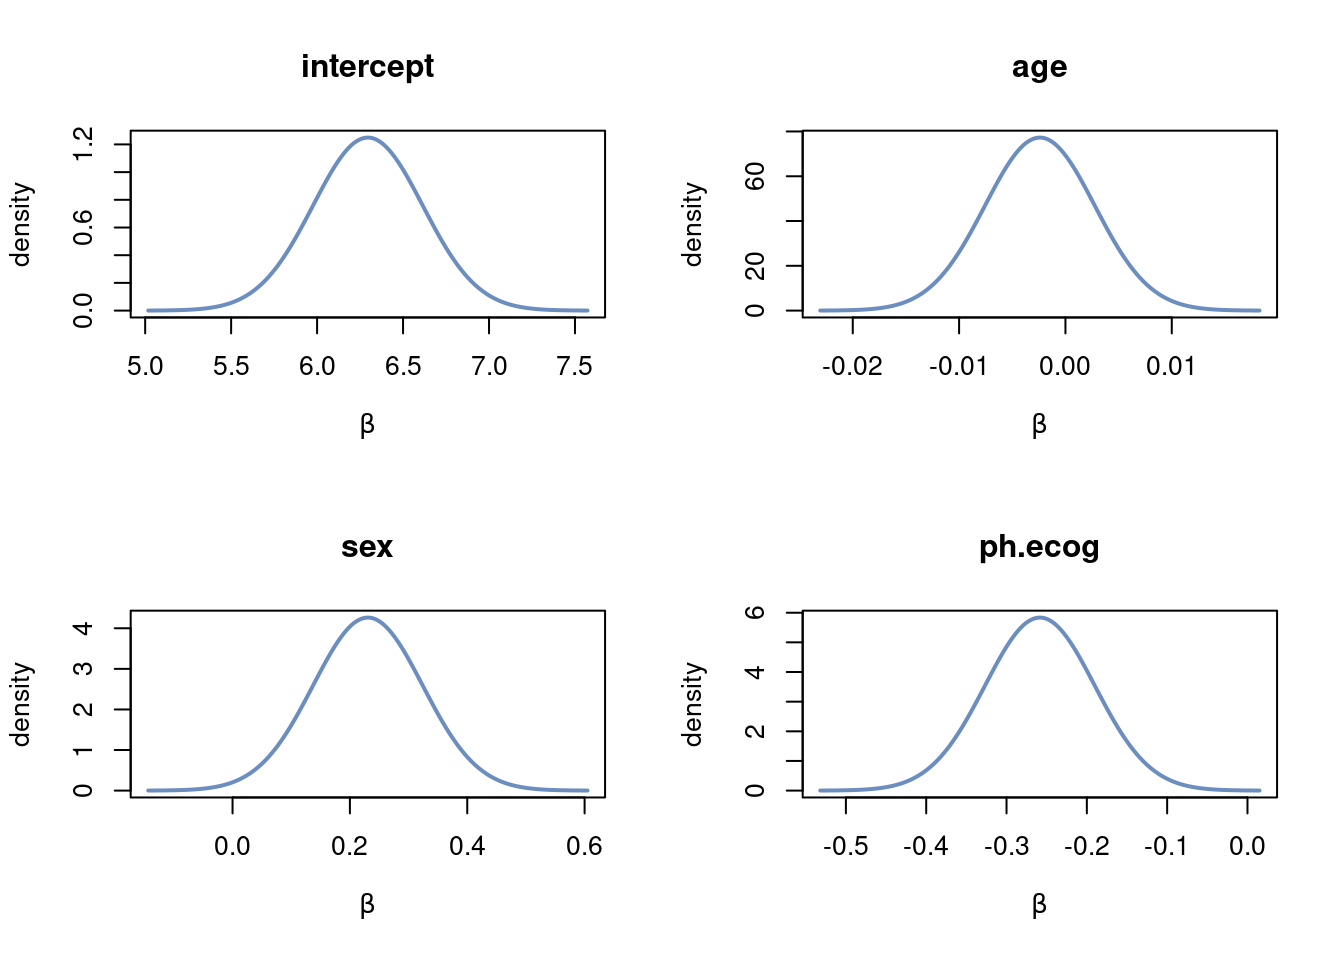 intercept
density
0.0 0.6 1.2
5.0 5.5 6.0 6.5 7.0 7.5
β
age
density
0 20 60
-0.02 -0.01 0.00 0.01
β
sex
density
0 1 2 3 4
0.0 0.2 0.4 0.6
β
ph.ecog
density
0 2 4 6
-0.5 -0.4 -0.3 -0.2 -0.1 0.0
β